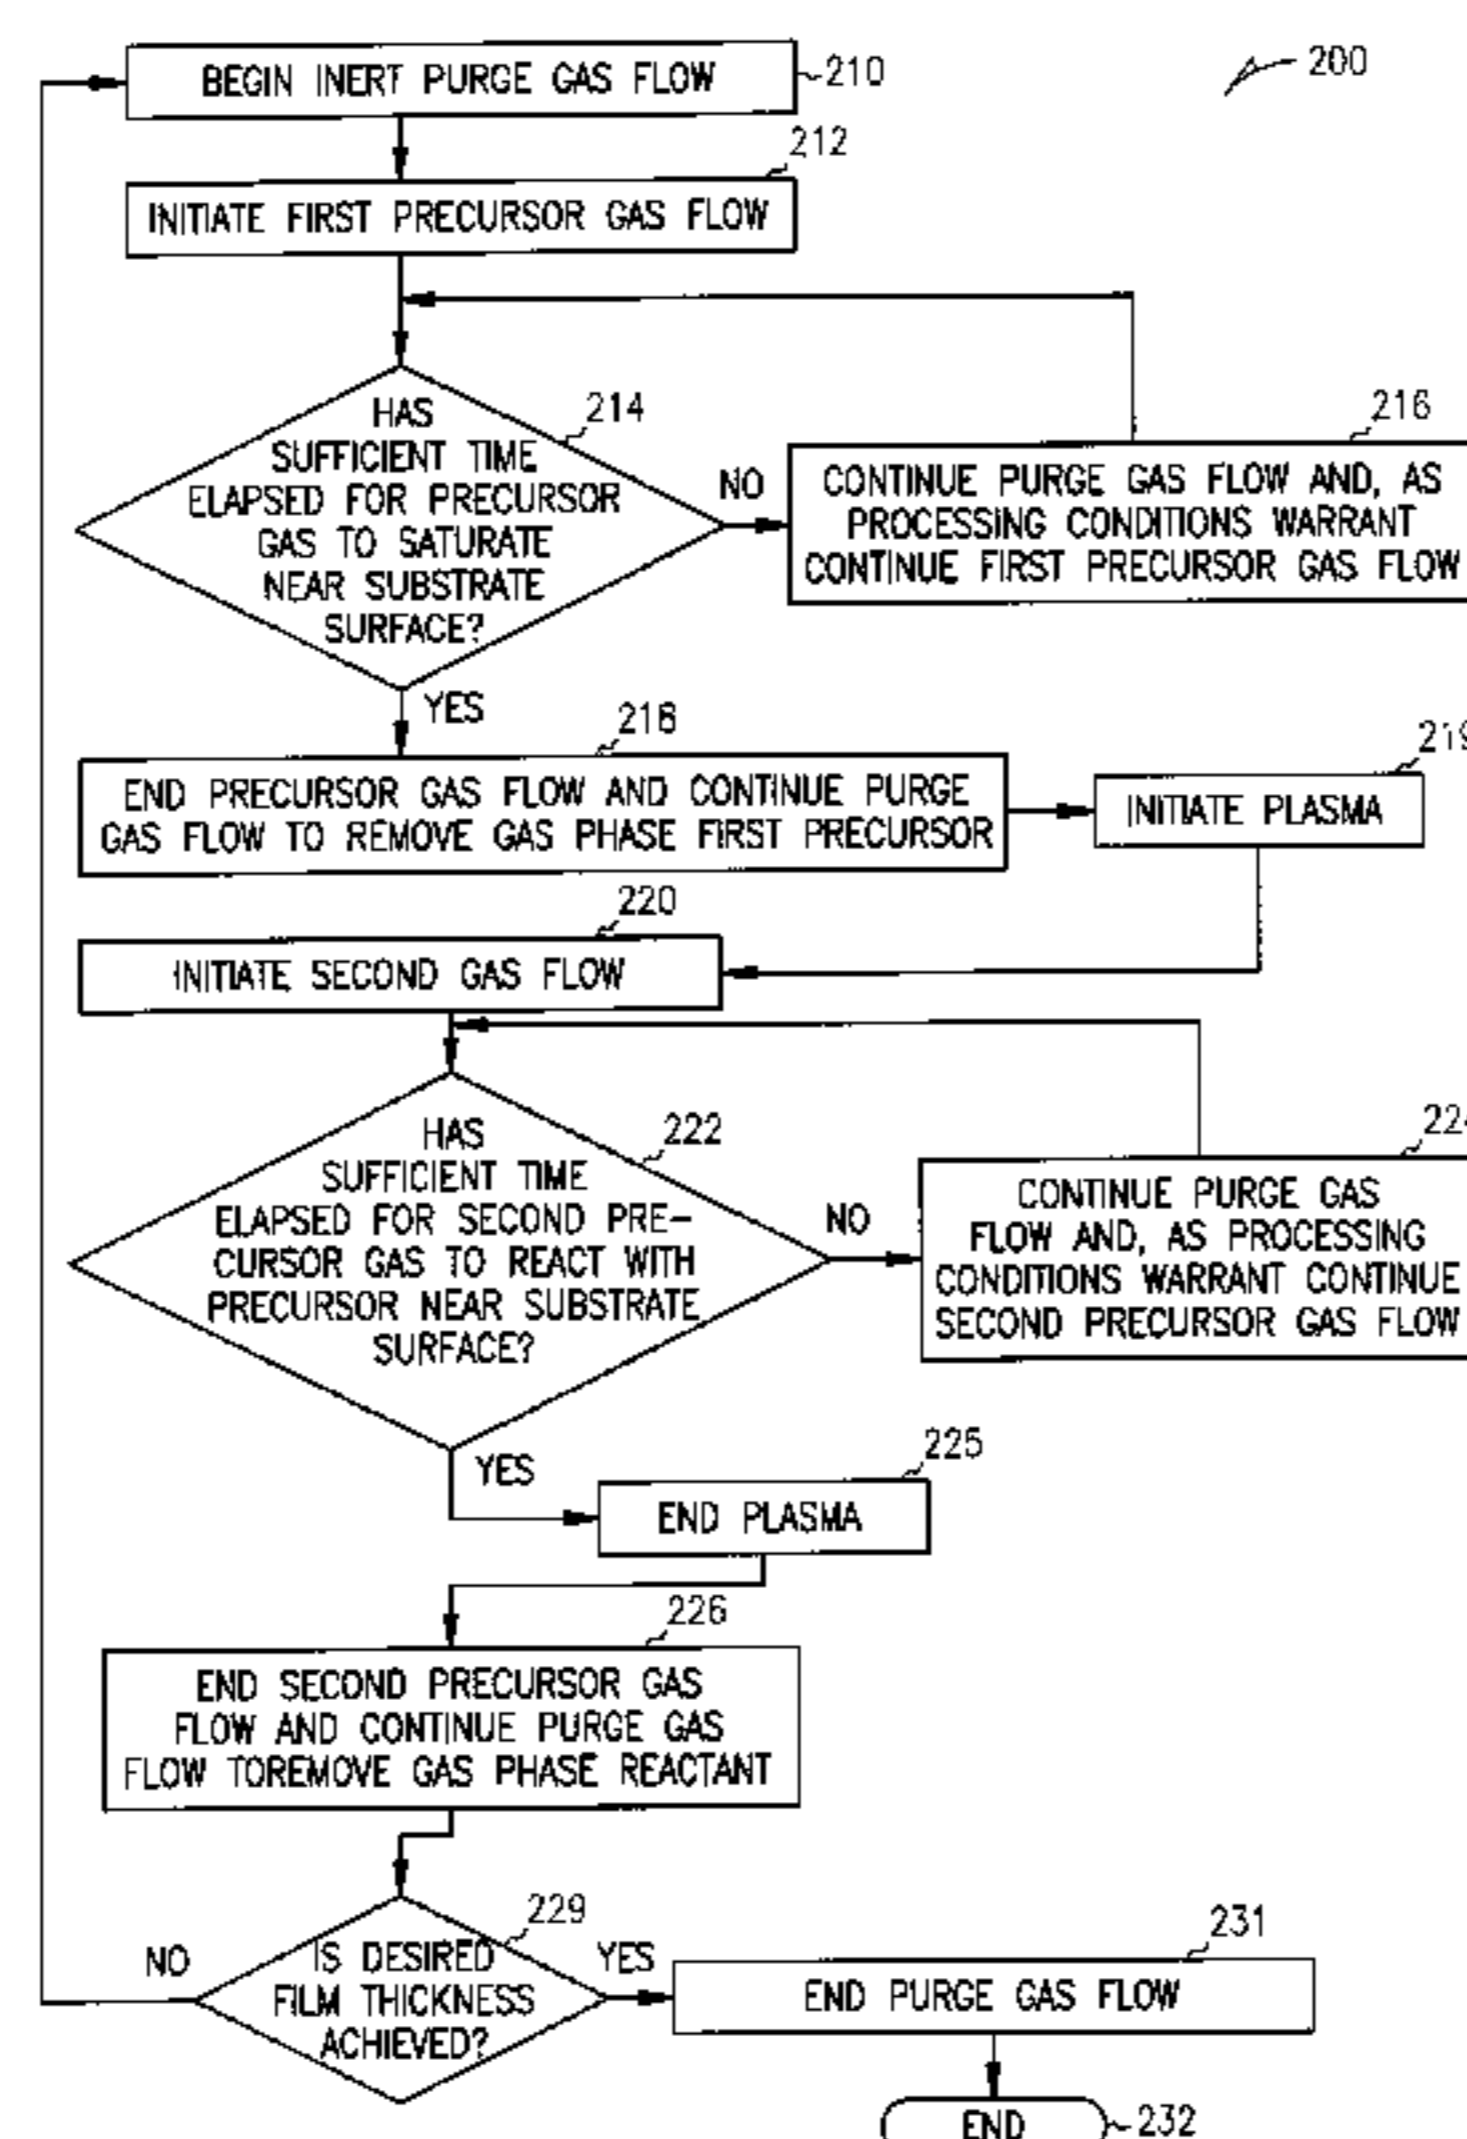 200
BEGIN INERT PURGE GAS FLOW
210
212
INITIATE FIRST PRECURSOR GAS FLOW
HAS
SUFFICIENT TIME
ELAPSED FOR PRECURSOR
GAS TO SATURATE
NEAR SUBSTRATE
SURFACE?
214
NO
216
CONTINUE PURGE GAS FLOW AND, AS
PROCESSING CONDITIONS WARRANT
CONTINUE FIRST PRECURSOR GAS FLOW
YES
218
END PRECURSOR GAS FLOW AND CONTINUE PURGE
GAS FLOW TO REMOVE GAS PHASE FIRST PRECURSOR
219
INITIATE PLASMA
220
INITIATE SECOND GAS FLOW
HAS
SUFFICIENT TIME
ELAPSED FOR SECOND PRE-
CURSOR GAS TO REACT WITH
PRECURSOR NEAR SUBSTRATE
SURFACE?
222
NO
224
CONTINUE PURGE GAS
FLOW AND, AS PROCESSING
CONDITIONS WARRANT CONTINUE
SECOND PRECURSOR GAS FLOW
YES
225
END PLASMA
226
END SECOND PRECURSOR GAS
FLOW AND CONTINUE PURGE GAS
FLOW TOREMOVE GAS PHASE REACTANT
229
NO
IS DESIRED
FILM THICKNESS
ACHIEVED?
YES
231
END PURGE GAS FLOW
END
232